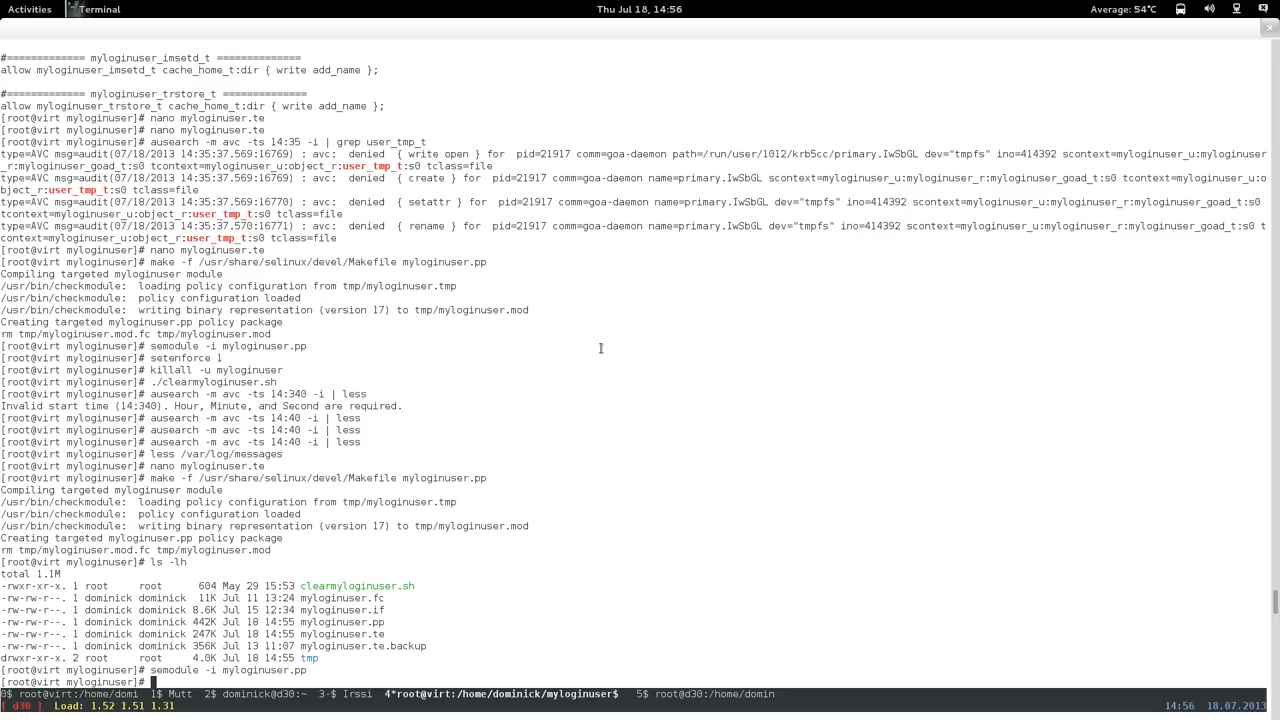 Activities Terminal Thu Jul 18, 14:56 Average: 54°C
#============= myloginuser_imsetd_t ==============
allow myloginuser_imsetd_t cache_home_t:dir { write add_name };
#============= myloginuser_trstore_t ==============
allow myloginuser_trstore_t cache_home_t:dir { write add_name };
[root@virt myloginuser]# nano myloginuser.te
[root@virt myloginuser]# nano myloginuser.te
[root@virt myloginuser]# ausearch -m avc -ts 14:35 -i | grep user_tmp_t
type=AVC msg=audit(07/18/2013 14:35:37.569:16769) : avc:  denied  { write open } for  pid=21917 comm=goa-daemon path=/run/user/1012/krb5cc/primary.IwSbGL dev="tmpfs" ino=414392 scontext=myloginuser_u:myloginuser
_r:myloginuser_goad_t:s0 tcontext=myloginuser_u:object_r:user_tmp_t:s0 tclass=file
type=AVC msg=audit(07/18/2013 14:35:37.569:16769) : avc:  denied  { create } for  pid=21917 comm=goa-daemon name=primary.IwSbGL scontext=myloginuser_u:myloginuser_r:myloginuser_goad_t:s0 tcontext=myloginuser_u:o
bject_r:user_tmp_t:s0 tclass=file
type=AVC msg=audit(07/18/2013 14:35:37.569:16770) : avc:  denied  { setattr } for  pid=21917 comm=goa-daemon name=primary.IwSbGL dev="tmpfs" ino=414392 scontext=myloginuser_u:myloginuser_r:myloginuser_goad_t:s0
tcontext=myloginuser_u:object_r:user_tmp_t:s0 tclass=file
type=AVC msg=audit(07/18/2013 14:35:37.570:16771) : avc:  denied  { rename } for  pid=21917 comm=goa-daemon name=primary.IwSbGL dev="tmpfs" ino=414392 scontext=myloginuser_u:myloginuser_r:myloginuser_goad_t:s0 t
context=myloginuser_u:object_r:user_tmp_t:s0 tclass=file
[root@virt myloginuser]# nano myloginuser.te
[root@virt myloginuser]# make -f /usr/share/selinux/devel/Makefile myloginuser.pp
Compiling targeted myloginuser module
/usr/bin/checkmodule:  loading policy configuration from tmp/myloginuser.tmp
/usr/bin/checkmodule:  policy configuration loaded
/usr/bin/checkmodule:  writing binary representation (version 17) to tmp/myloginuser.mod
Creating targeted myloginuser.pp policy package
rm tmp/myloginuser.mod.fc tmp/myloginuser.mod
[root@virt myloginuser]# semodule -i myloginuser.pp
[root@virt myloginuser]# setenforce 1
[root@virt myloginuser]# killall -u myloginuser
[root@virt myloginuser]# ./clearmyloginuser.sh
[root@virt myloginuser]# ausearch -m avc -ts 14:340 -i | less
Invalid start time (14:340). Hour, Minute, and Second are required.
[root@virt myloginuser]# ausearch -m avc -ts 14:40 -i | less
[root@virt myloginuser]# ausearch -m avc -ts 14:40 -i | less
[root@virt myloginuser]# ausearch -m avc -ts 14:40 -i | less
[root@virt myloginuser]# less /var/log/messages
[root@virt myloginuser]# nano myloginuser.te
[root@virt myloginuser]# make -f /usr/share/selinux/devel/Makefile myloginuser.pp
Compiling targeted myloginuser module
/usr/bin/checkmodule:  loading policy configuration from tmp/myloginuser.tmp
/usr/bin/checkmodule:  policy configuration loaded
/usr/bin/checkmodule:  writing binary representation (version 17) to tmp/myloginuser.mod
Creating targeted myloginuser.pp policy package
rm tmp/myloginuser.mod.fc tmp/myloginuser.mod
[root@virt myloginuser]# ls -lh
total 1.1M
-rwxr-xr-x. 1 root     root      604 May 29 15:53 clearmyloginuser.sh
-rw-rw-r--. 1 dominick dominick  11K Jul 11 13:24 myloginuser.fc
-rw-rw-r--. 1 dominick dominick 8.6K Jul 15 12:34 myloginuser.if
-rw-rw-r--. 1 dominick dominick 442K Jul 18 14:55 myloginuser.pp
-rw-rw-r--. 1 dominick dominick 247K Jul 18 14:55 myloginuser.te
-rw-rw-r--. 1 dominick dominick 356K Jul 13 11:07 myloginuser.te.backup
drwxr-xr-x. 2 root     root     4.0K Jul 18 14:55 tmp
[root@virt myloginuser]# semodule -i myloginuser.pp
[root@virt myloginuser]#
0$ root@virt:/home/domi  1$ Mutt  2$ dominick@d30:~  3-$ Irssi  4*root@virt:/home/dominick/myloginuser$  5$ root@d30:/home/domin
[ d30 ] Load: 1.52 1.51 1.31 14:56 18.07.2013